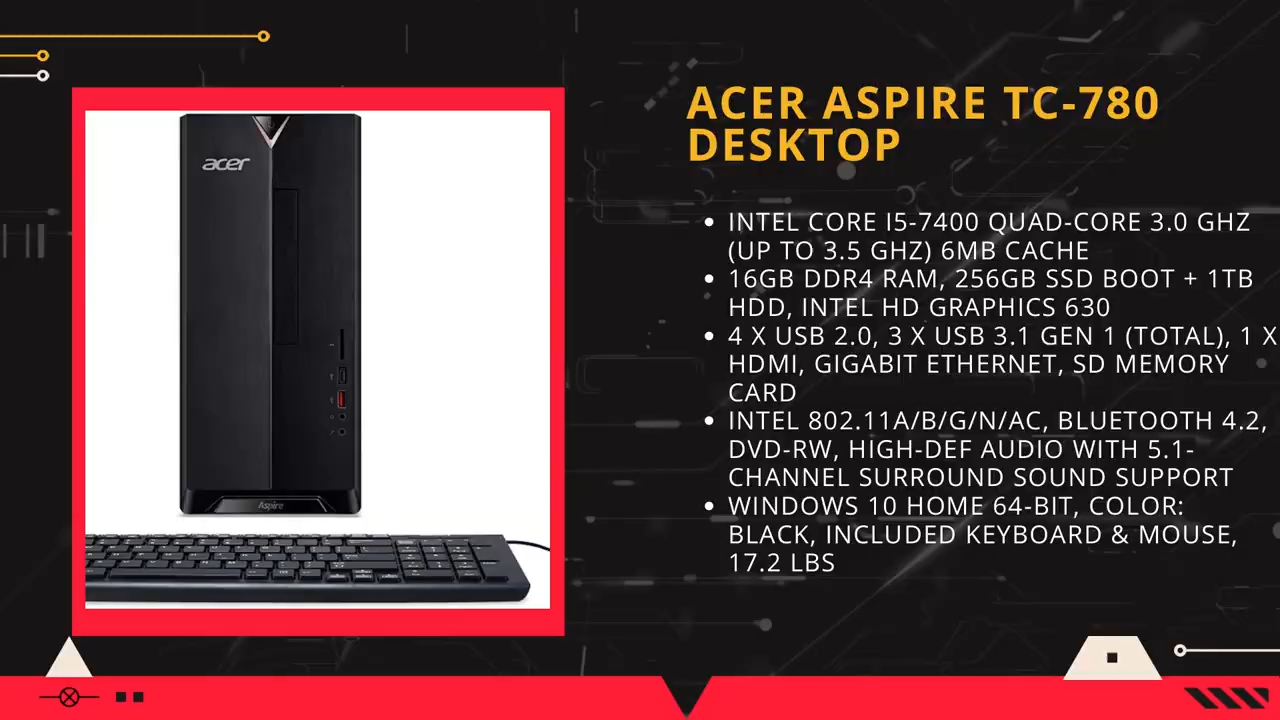 ACER ASPIRE TC-780
DESKTOP
acer
Aspire
INTEL CORE I5-7400 QUAD-CORE 3.0 GHZ
(UP TO 3.5 GHZ) 6MB CACHE
16GB DDR4 RAM, 256GB SSD BOOT + 1TB
HDD, INTEL HD GRAPHICS 630
4 X USB 2.0, 3 X USB 3.1 GEN 1 (TOTAL), 1 X
HDMI, GIGABIT ETHERNET, SD MEMORY
CARD
INTEL 802.11A/B/G/N/AC, BLUETOOTH 4.2,
DVD-RW, HIGH-DEF AUDIO WITH 5.1-
CHANNEL SURROUND SOUND SUPPORT
WINDOWS 10 HOME 64-BIT, COLOR:
BLACK, INCLUDED KEYBOARD & MOUSE,
17.2 LBS